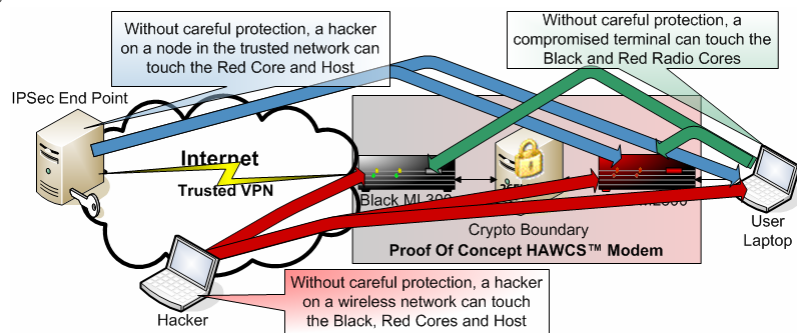 Without careful protection, a hacker
on a node in the trusted network can
touch the Red Core and Host
Without careful protection, a
compromised terminal can touch the
Black and Red Radio Cores
IPSec End Point
Internet
Trusted VPN
Black
Crypto Boundary
Proof Of Concept HAWCS™ Modem
User
Laptop
Hacker
Without careful protection, a hacker
on a wireless network can touch
the Black, Red Cores and Host